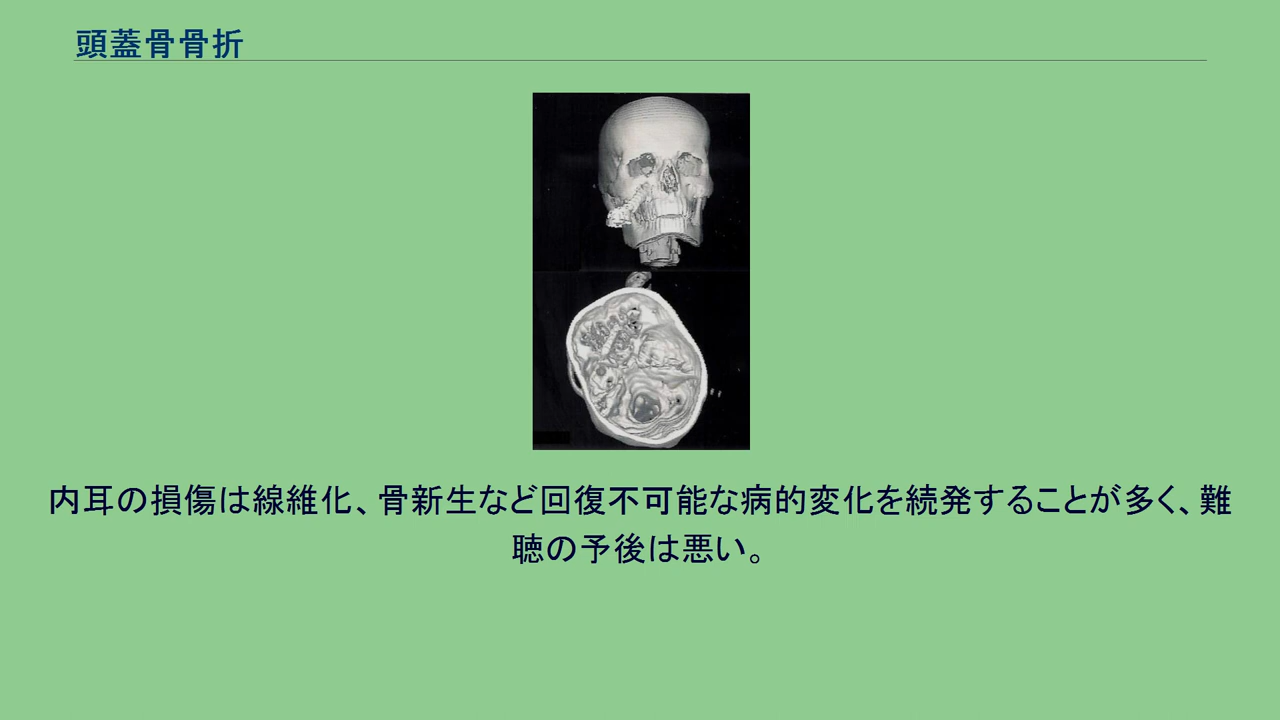 頭蓋骨骨折
内耳の損傷は線維化、骨新生など回復不可能な病的変化を続発することが多く、難
聴の予後は悪い。